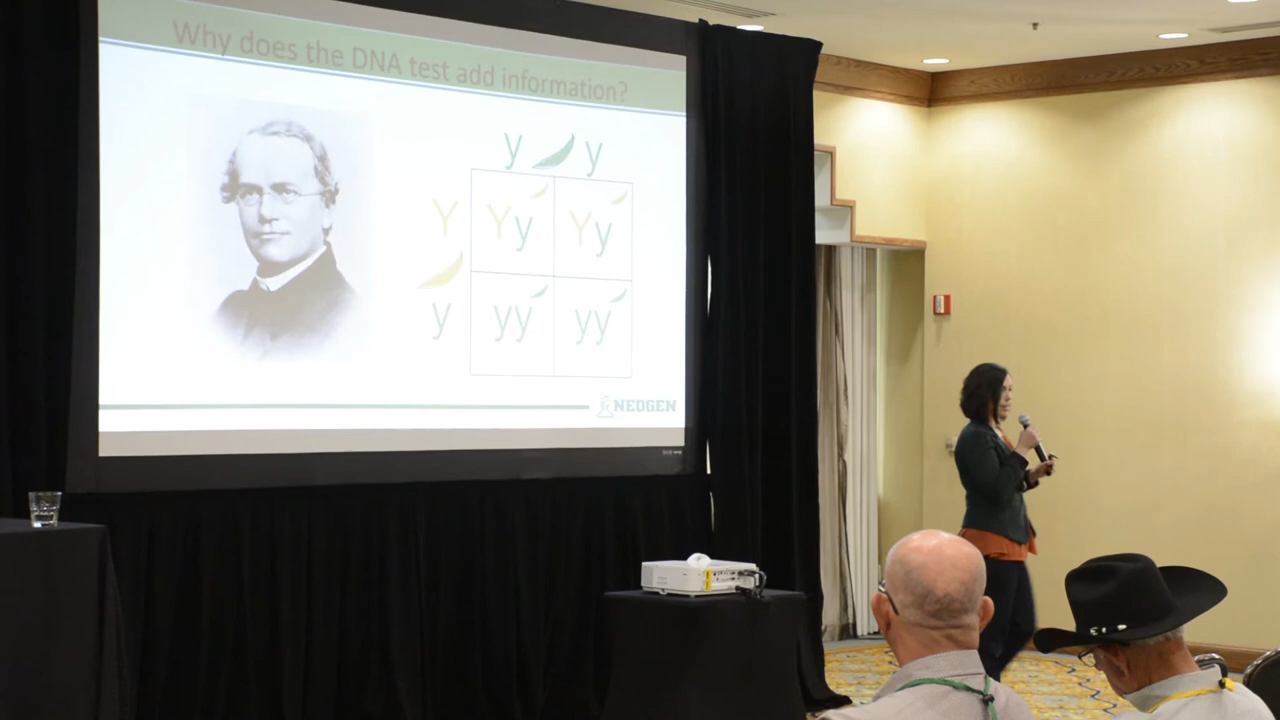 Why does the DNA test add information?
y y
Y Yy Yy
y yy yy
NEOGEN